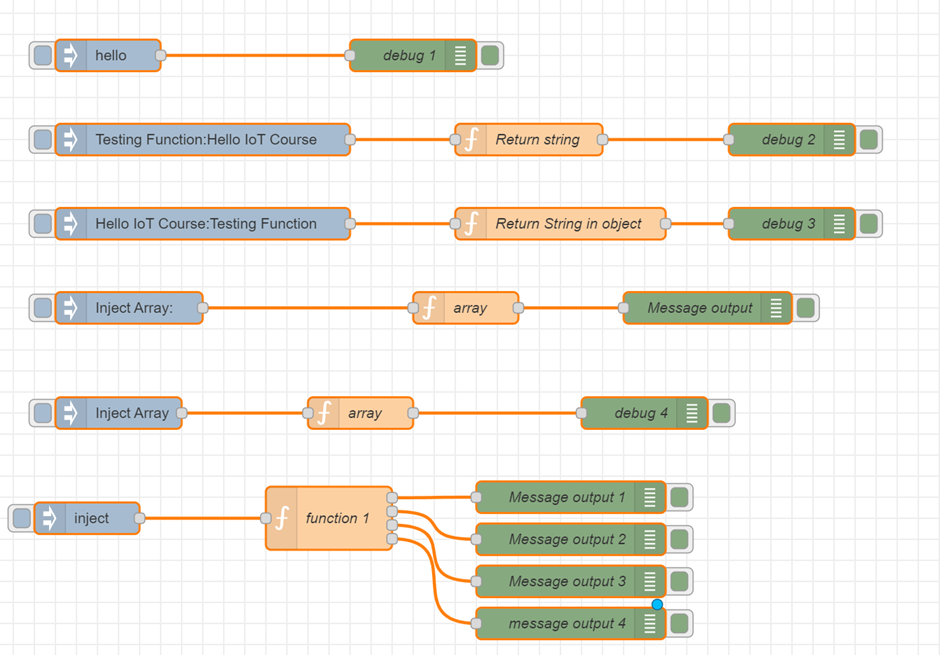 hello debug 1
Testing Function:Hello IoT Course Return string debug 2
Hello IoT Course:Testing Function Return String in object debug 3
Inject Array: array Message output
Inject Array array debug 4
inject function 1
Message output 1
Message output 2
Message output 3
message output 4